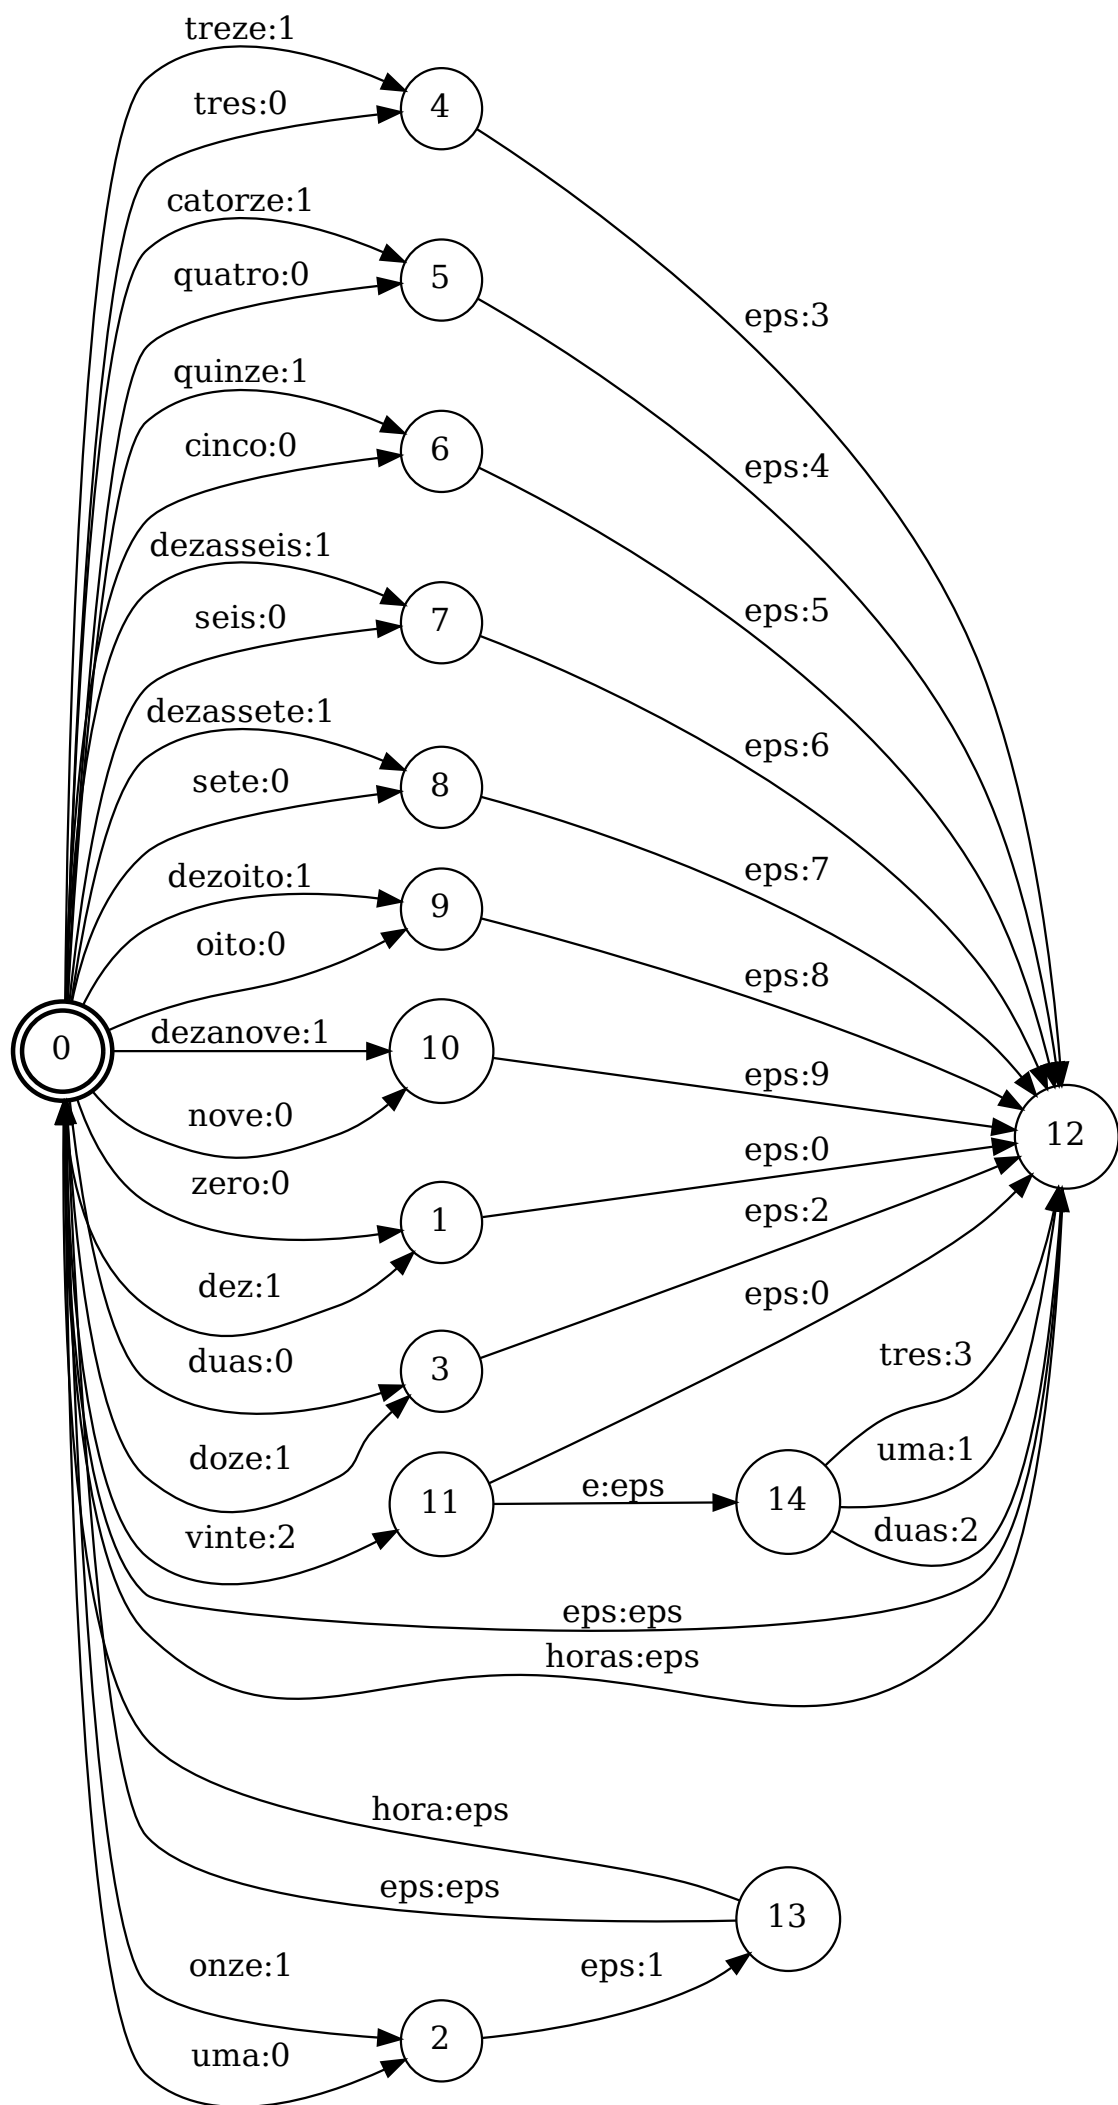 treze:1
tres:0
4
catorze:1
quatro:0
5
eps:3
quinze:1
cinco:0
6
eps:4
dezasseis:1
seis:0
7
eps:5
dezassete:1
sete:0
8
eps:6
dezoito:1
oito:0
9
eps:7
eps:8
0
dezanove:1
10
nove:0
eps:9
12
zero:0
1
eps:0
dez:1
eps:2
duas:0
3
eps:0
doze:1
tres:3
vinte:2
11
e:eps
14
uma:1
duas:2
eps:eps
horas:eps
hora:eps
eps:eps
13
onze:1
eps:1
uma:0
2